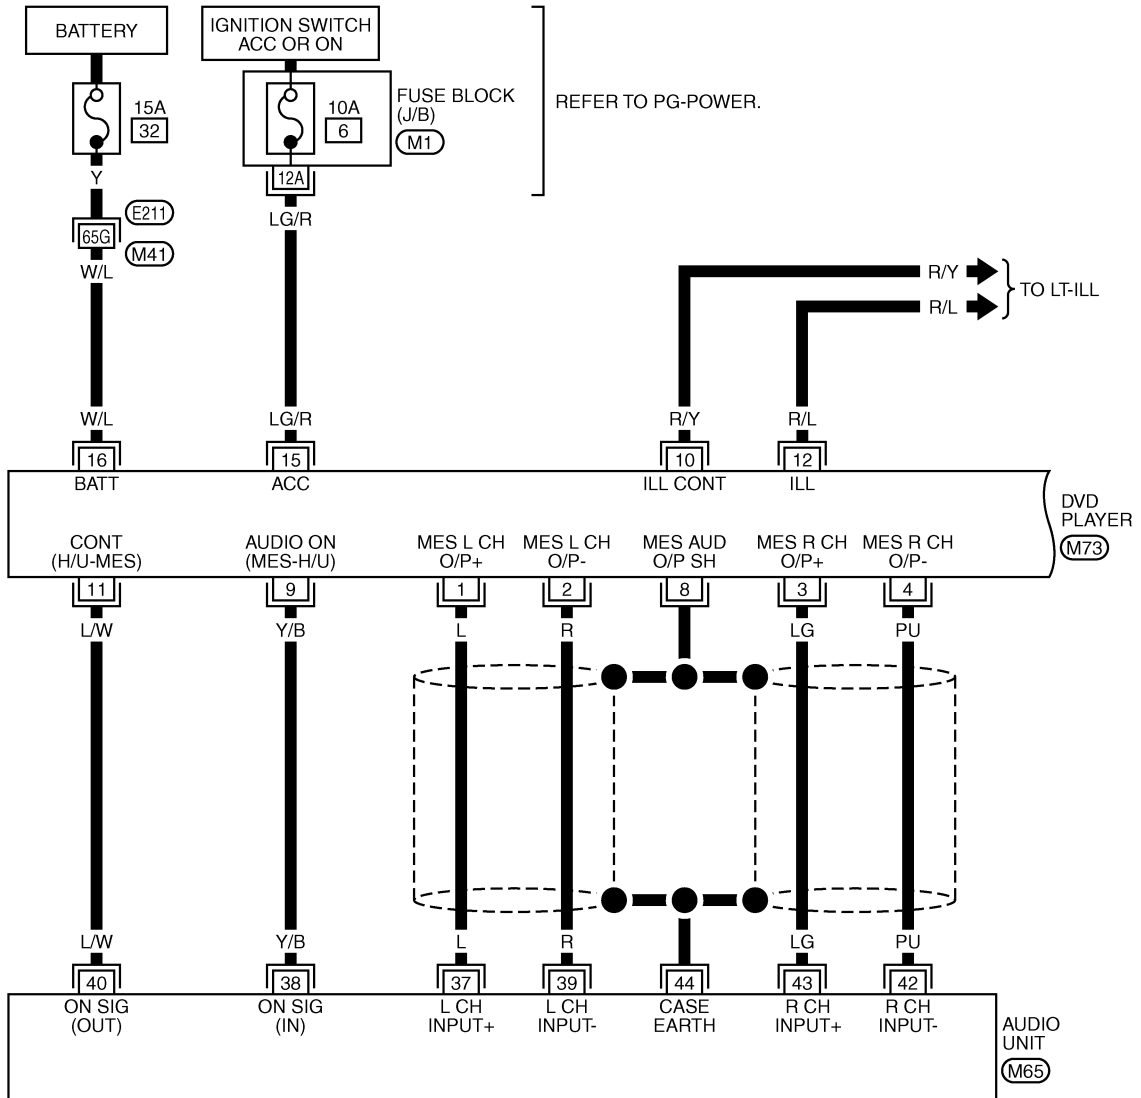 BATTERY
IGNITION SWITCH
ACC OR ON
15A
32
10A
6
FUSE BLOCK
(J/B)
M1
REFER TO PG-POWER.
Y
12A
E211
65G
M41
LG/R
W/L
R/Y
R/L
TO LT-ILL
W/L
LG/R
R/Y
R/L
16
15
10
12
BATT
ACC
ILL CONT
ILL
DVD
PLAYER
M73
CONT
(H/U-MES)
AUDIO ON
(MES-H/U)
MES L CH
O/P+
MES L CH
O/P-
MES AUD
O/P SH
MES R CH
O/P+
MES R CH
O/P-
11
9
1
2
8
3
4
L/W
Y/B
L
R
LG
PU
L/W
Y/B
L
R
LG
PU
40
38
37
39
44
43
42
ON SIG
(OUT)
ON SIG
(IN)
L CH
INPUT+
L CH
INPUT-
CASE
EARTH
R CH
INPUT+
R CH
INPUT-
AUDIO
UNIT
M65